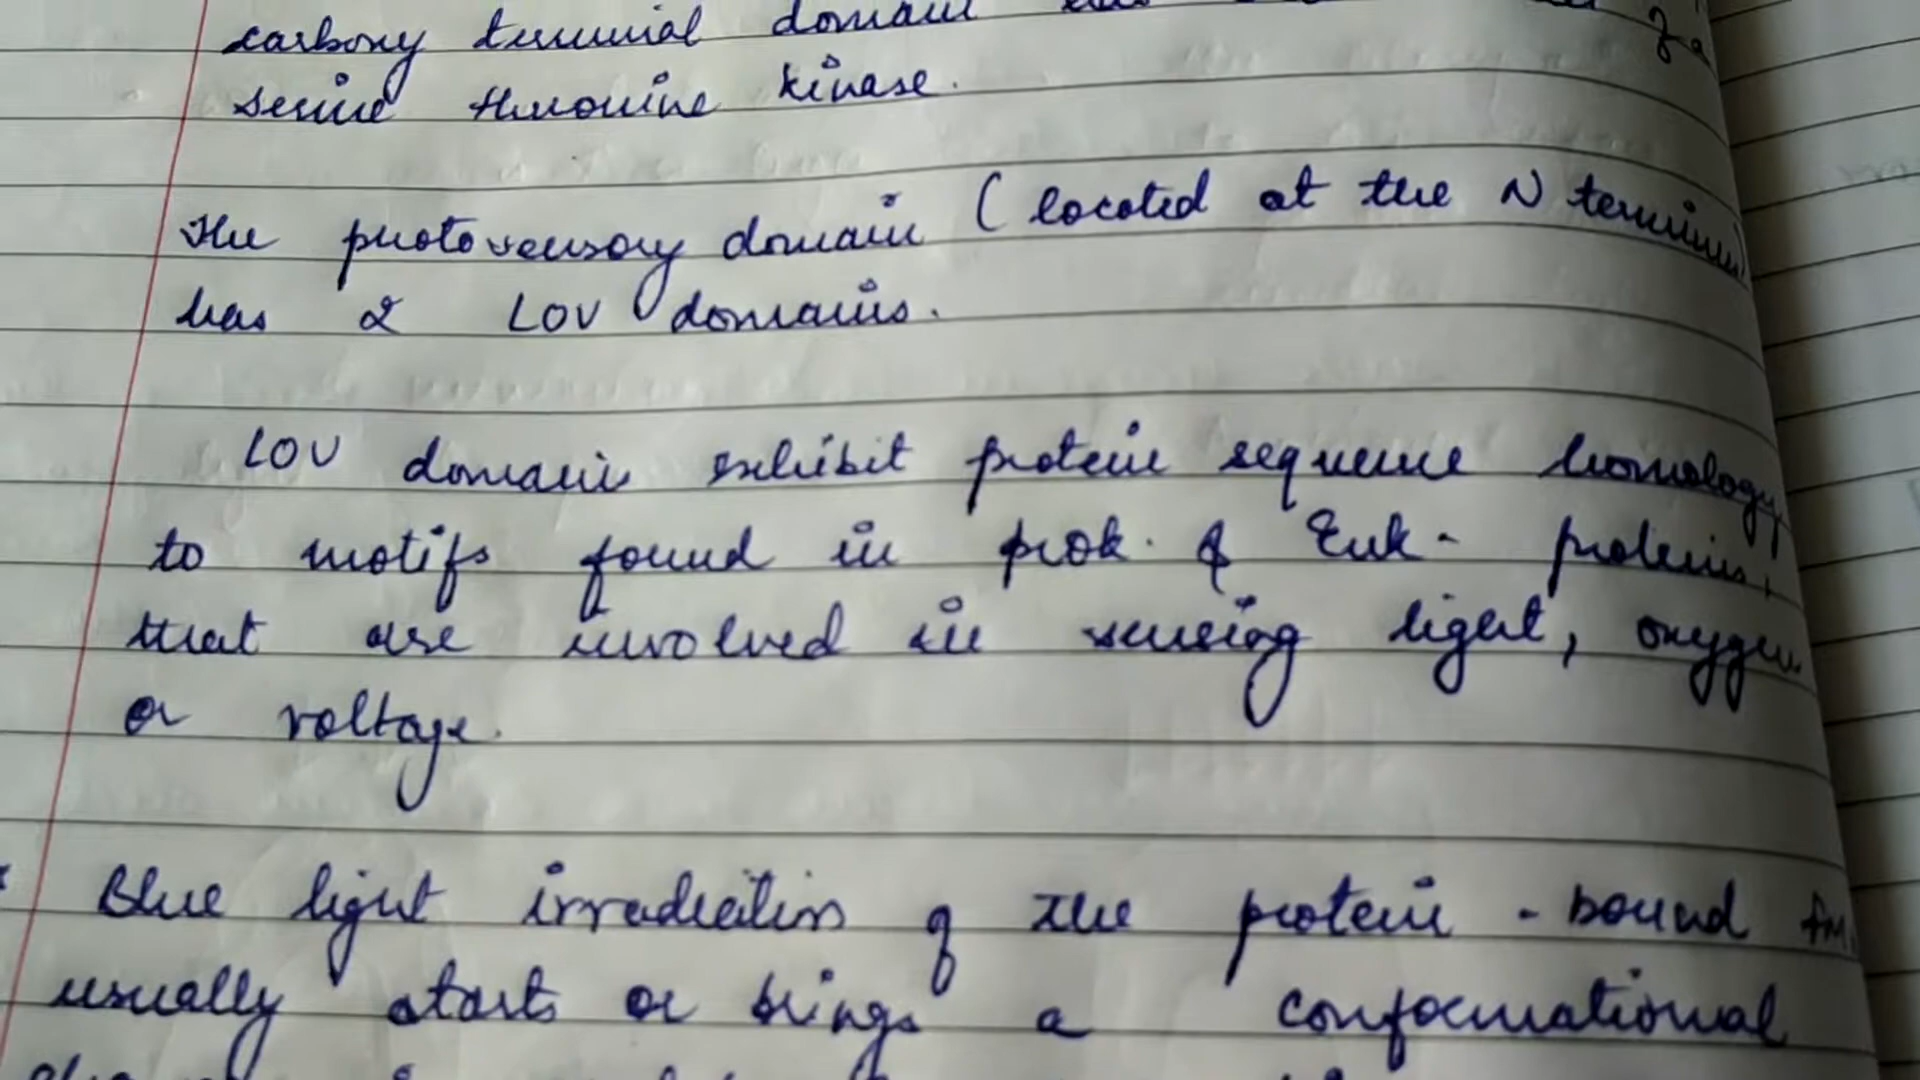 carboxy terminal domain
serine threonine kinase.
The photosensory domain (located at the N terminus)
has 2 LOV domains.
LOV domains exhibit protein sequence homology
to motifs found in prok. & Euk. proteins,
that are involved in sensing light, oxygen
or voltage.
Blue light irradiation of the protein - bound
usually starts or brings a conformational